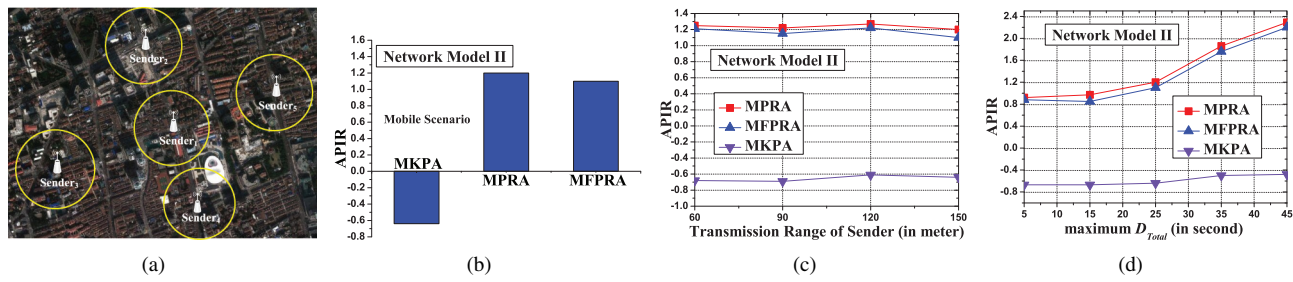 Sender2
Sender5
Sender1
Sender3
Sender4
(a)
1.6
1.4
1.2
1.0
0.8
0.6
0.4
0.2
0.0
-0.2
-0.4
-0.6
-0.8
APIR
Network Model II
Mobile Scenario
MKPA
MPRA
MFPRA
(b)
1.4
1.2
1.0
0.8
0.6
0.4
0.2
0.0
-0.2
-0.4
-0.6
-0.8
-1.0
APIR
Network Model II
MPRA
MFPRA
MKPA
60 90 120 150
Transmission Range of Sender (in meter)
(c)
2.4
2.0
1.6
1.2
0.8
0.4
0.0
-0.4
-0.8
APIR
Network Model II
MPRA
MFPRA
MKPA
5 10 15 20 25 30 35 40 45
maximum D_Total (in second)
(d)